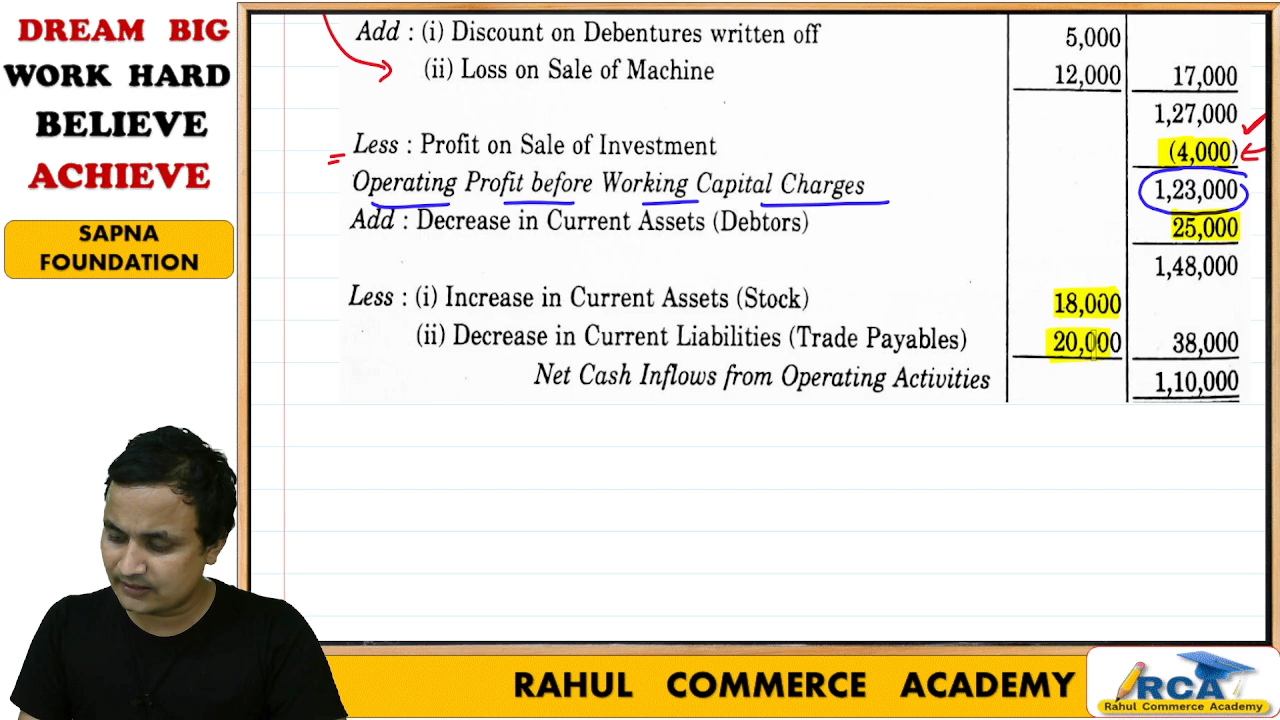 DREAM BIG
WORK HARD
BELIEVE
ACHIEVE
SAPNA
FOUNDATION
Add : (i) Discount on Debentures written off 5,000
(ii) Loss on Sale of Machine 12,000 17,000
1,27,000
Less : Profit on Sale of Investment (4,000)
Operating Profit before Working Capital Charges 1,23,000
Add : Decrease in Current Assets (Debtors) 25,000
1,48,000
Less : (i) Increase in Current Assets (Stock) 18,000
(ii) Decrease in Current Liabilities (Trade Payables) 20,000 38,000
Net Cash Inflows from Operating Activities 1,10,000
RAHUL COMMERCE ACADEMY
RCA
Rahul Commerce Academy